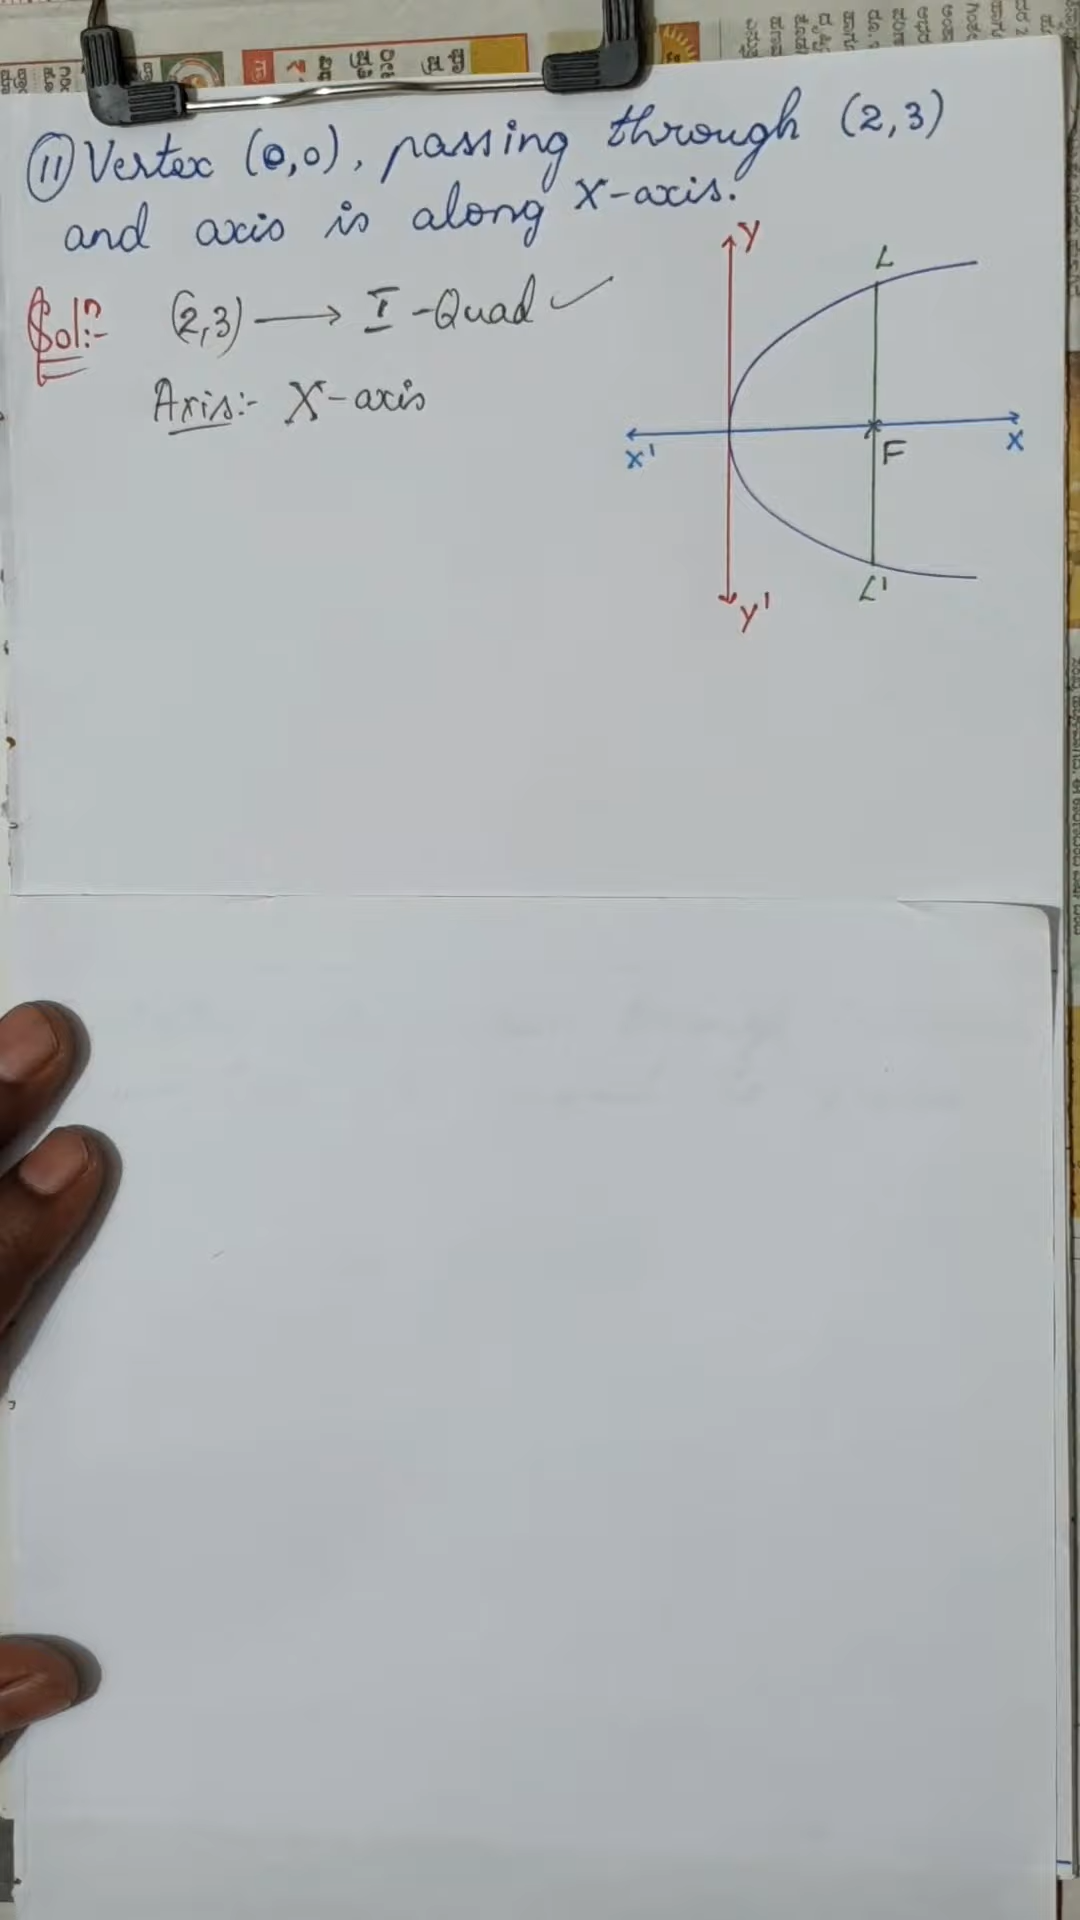 11 Vertex (0,0), passing through (2,3)
and axis is along X-axis.
Sol:- (2,3) → I-Quad ✓
Axis:- X-axis
Y
L
X' F X
L'
Y'